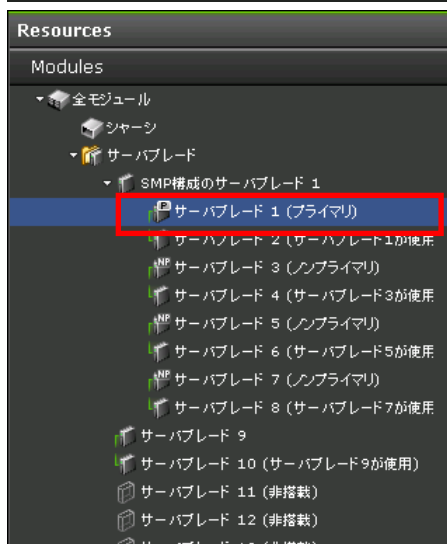 Resources
Modules
全モジュール
シャーシ
サーバブレード
SMP構成のサーバブレード 1
サーバブレード 1 (プライマリ)
サーバブレード 2 (サーバブレード1が使用
サーバブレード 3 (ノンプライマリ)
サーバブレード 4 (サーバブレード3が使用
サーバブレード 5 (ノンプライマリ)
サーバブレード 6 (サーバブレード5が使用
サーバブレード 7 (ノンプライマリ)
サーバブレード 8 (サーバブレード7が使用
サーバブレード 9
サーバブレード 10 (サーバブレード9が使用)
サーバブレード 11 (非搭載)
サーバブレード 12 (非搭載)